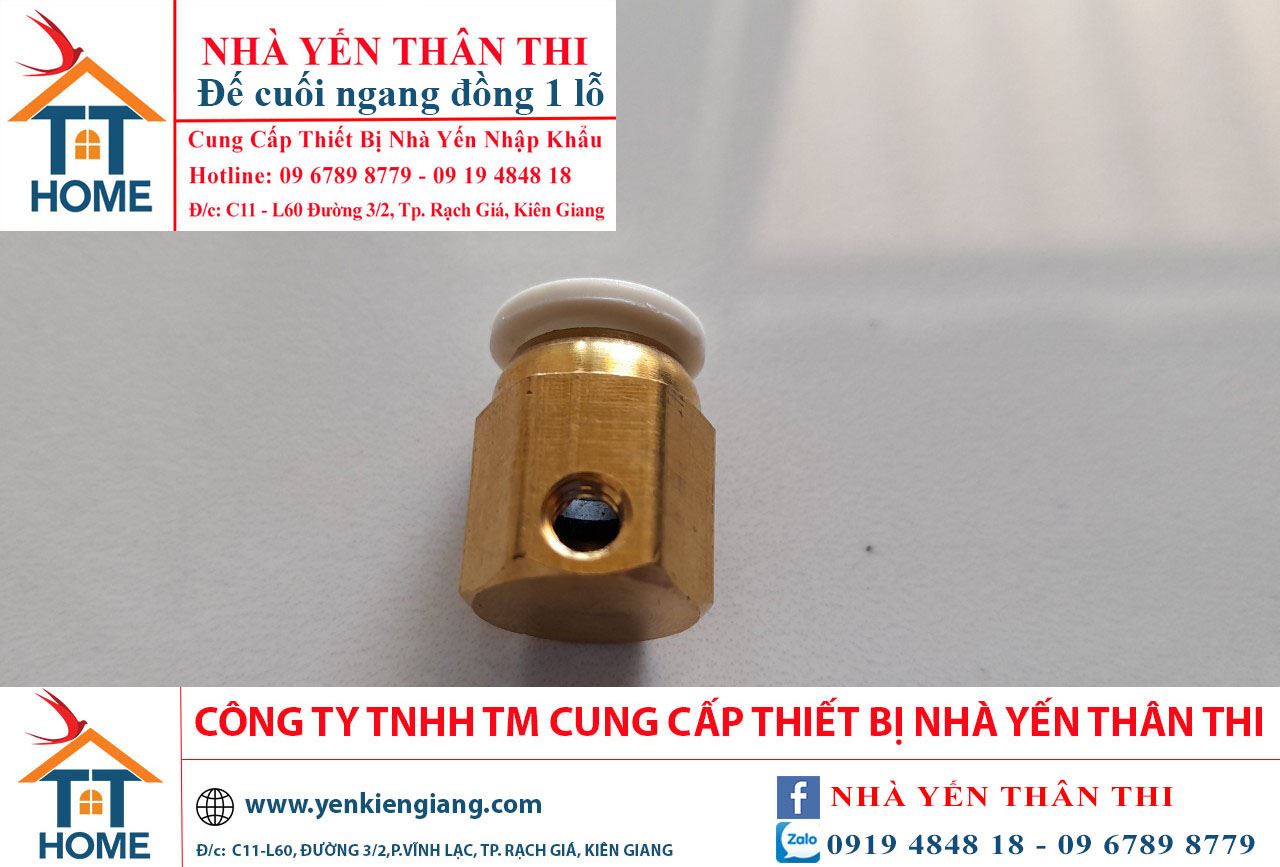 TT
HOME
NHÀ YẾN THÂN THI
Đế cuối ngang đồng 1 lỗ
Cung Cấp Thiết Bị Nhà Yến Nhập Khẩu
Hotline: 09 6789 8779 - 09 19 4848 18
Đ/c: C11 - L60 Đường 3/2, Tp. Rạch Giá, Kiên Giang
TT
HOME
CÔNG TY TNHH TM CUNG CẤP THIẾT BỊ NHÀ YẾN THÂN THI
www.yenkiengiang.com
Đ/c: C11-L60, ĐƯỜNG 3/2,P.VĨNH LẠC, TP. RẠCH GIÁ, KIÊN GIANG
f NHÀ YẾN THÂN THI
Zalo 0919 4848 18 - 09 6789 8779